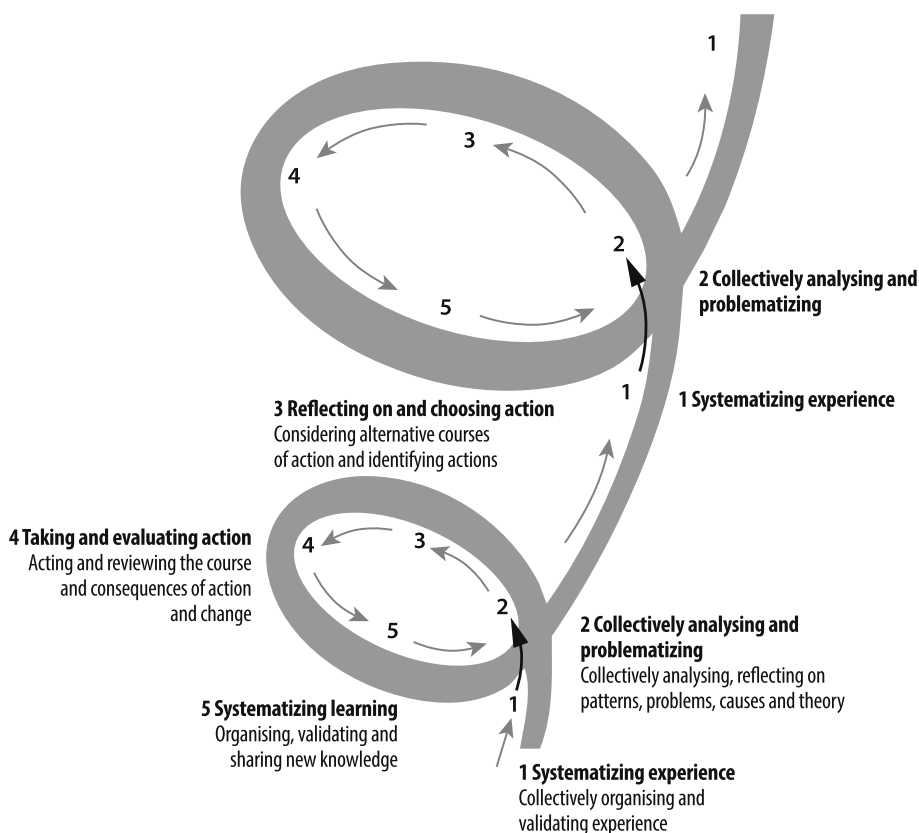 1
3
4
2
5
2 Collectively analysing and
problematizing
1
1 Systematizing experience
3 Reflecting on and choosing action
Considering alternative courses
of action and identifying actions
4 Taking and evaluating action
Acting and reviewing the course
and consequences of action
and change
4
3
2
5
2 Collectively analysing and
problematizing
Collectively analysing, reflecting on
patterns, problems, causes and theory
1
5 Systematizing learning
Organising, validating and
sharing new knowledge
1 Systematizing experience
Collectively organising and
validating experience